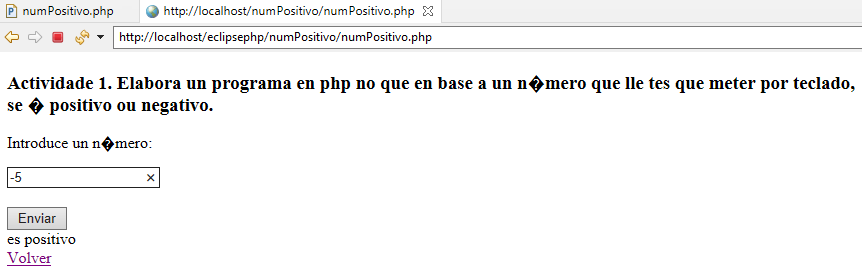 numPositivo.php
http://localhost/numPositivo/numPositivo.php
http://localhost/eclipsephp/numPositivo/numPositivo.php
Actividade 1. Elabora un programa en php no que en base a un n�mero que lle tes que meter por teclado,
se � positivo ou negativo.
Introduce un n�mero:
-5
Enviar
es positivo
Volver